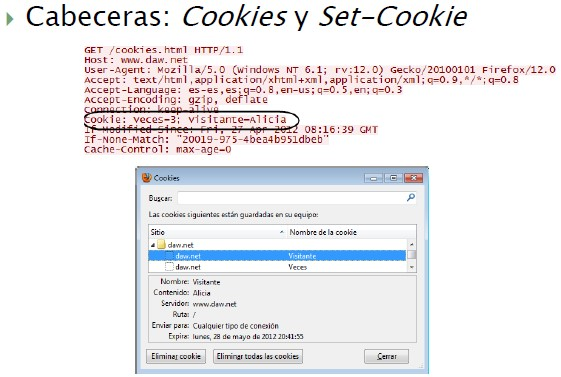 Cabeceras: Cookies y Set-Cookie
GET /cookies.html HTTP/1.1
Host: www.daw.net
User-Agent: Mozilla/5.0 (Windows NT 6.1; rv:12.0) Gecko/20100101 Firefox/12.0
Accept: text/html,application/xhtml+xml,application/xml;q=0.9,*/*;q=0.8
Accept-Language: es-es,es;q=0.8,en-us;q=0.5,en;q=0.3
Accept-Encoding: gzip, deflate
Connection: keep-alive
Cookie: veces=3; Visitante=Alicia
If-Modified-Since: Fri, 27 Apr 2012 08:16:39 GMT
If-None-Match: "20019-975-4bea4b951dbeb"
Cache-Control: max-age=0
Cookies
Buscar:
Las cookies siguientes están guardadas en su equipo:
Sitio Nombre de la cookie
daw.net
daw.net Visitante
daw.net Veces
Nombre: Visitante
Contenido: Alicia
Servidor: www.daw.net
Ruta: /
Enviar para: Cualquier tipo de conexión
Expira: lunes, 28 de mayo de 2012 20:41:55
Eliminar cookie Eliminar todas las cookies Cerrar